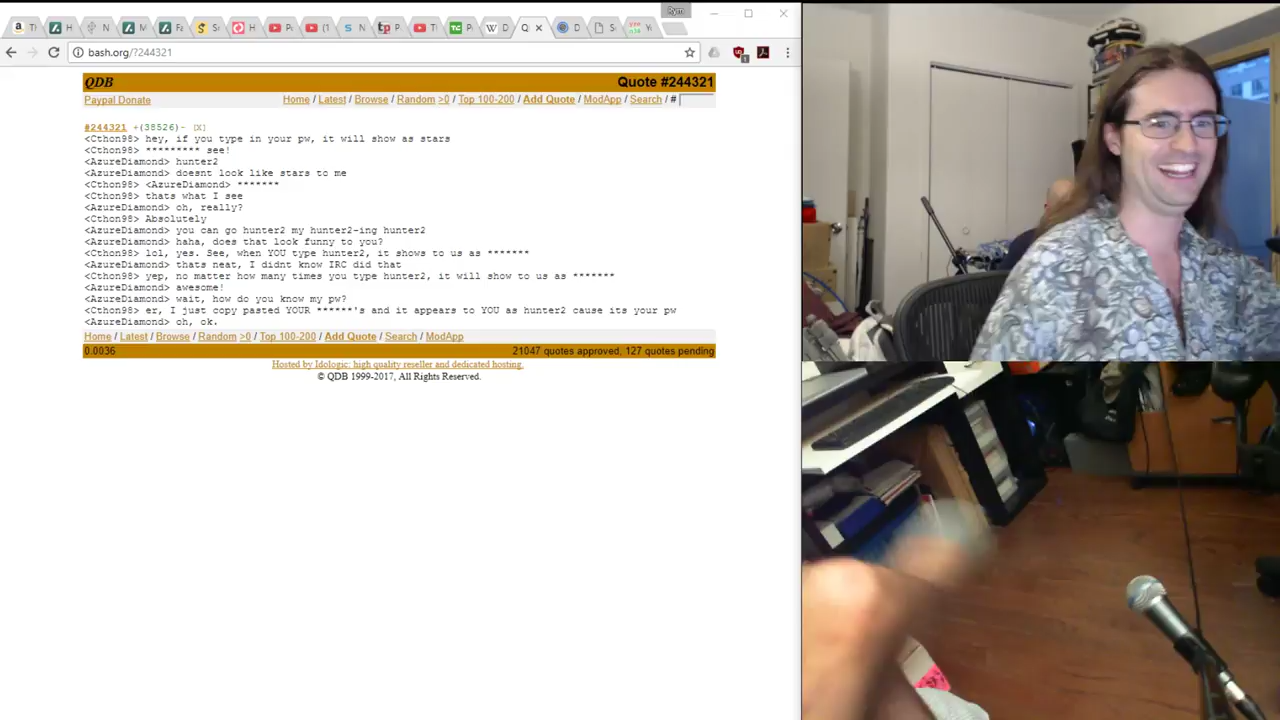 Rym
bash.org/?244321
QDB
Quote #244321
Paypal Donate
Home / Latest / Browse / Random >0 / Top 100-200 / Add Quote / ModApp / Search / #
#244321 +(38526)- [X]
<Cthon98> hey, if you type in your pw, it will show as stars
<Cthon98> ********* see!
<AzureDiamond> hunter2
<AzureDiamond> doesnt look like stars to me
<Cthon98> <AzureDiamond> *******
<Cthon98> thats what I see
<AzureDiamond> oh, really?
<Cthon98> Absolutely
<AzureDiamond> you can go hunter2 my hunter2-ing hunter2
<AzureDiamond> haha, does that look funny to you?
<Cthon98> lol, yes. See, when YOU type hunter2, it shows to us as *******
<AzureDiamond> thats neat, I didnt know IRC did that
<Cthon98> yep, no matter how many times you type hunter2, it will show to us as *******
<AzureDiamond> awesome!
<AzureDiamond> wait, how do you know my pw?
<Cthon98> er, I just copy pasted YOUR ******'s and it appears to YOU as hunter2 cause its your pw
<AzureDiamond> oh, ok.
Home / Latest / Browse / Random >0 / Top 100-200 / Add Quote / Search / ModApp
0.0036
21047 quotes approved, 127 quotes pending
Hosted by Idologic: high quality reseller and dedicated hosting.
© QDB 1999-2017, All Rights Reserved.